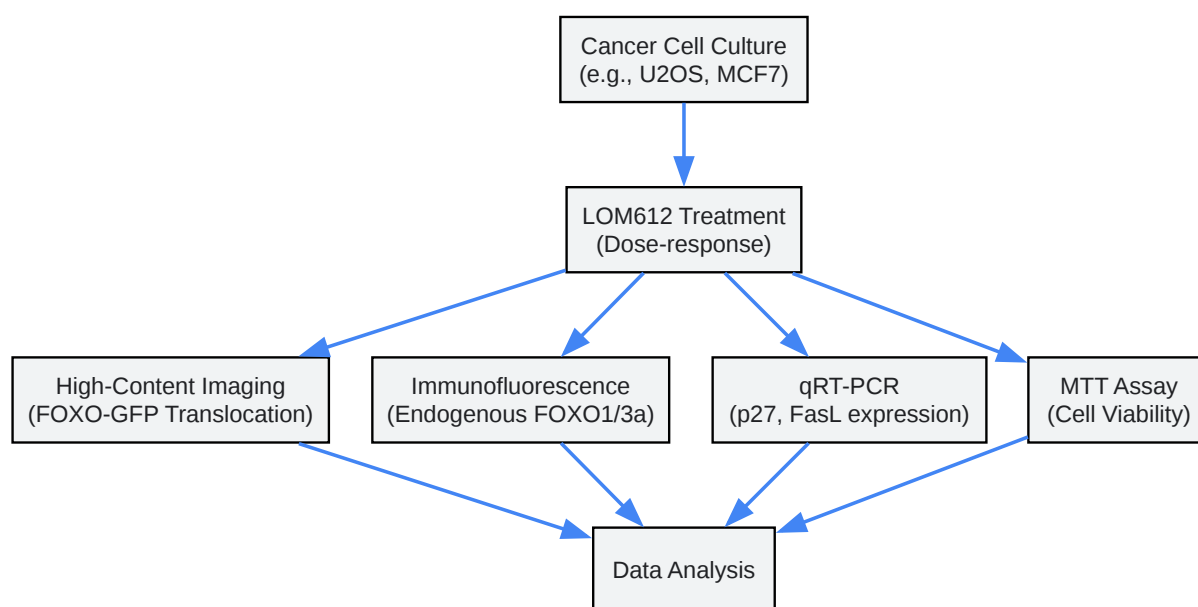 Cancer Cell Culture
(e.g., U2OS, MCF7)
LOM612 Treatment
(Dose-response)
High-Content Imaging
(FOXO-GFP Translocation)
Immunofluorescence
(Endogenous FOXO1/3a)
qRT-PCR
(p27, FasL expression)
MTT Assay
(Cell Viability)
Data Analysis